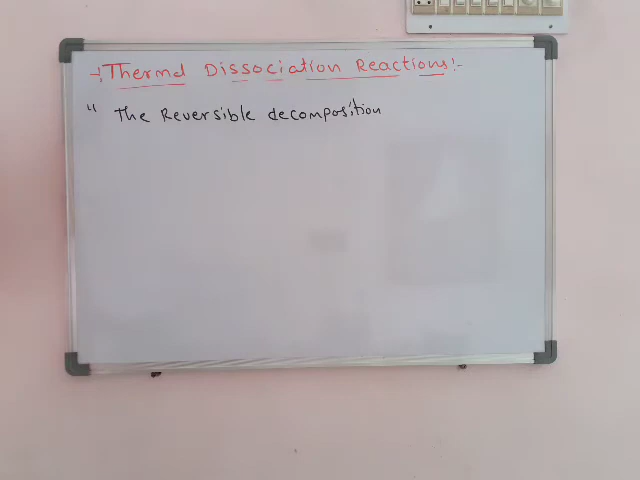 -: Thermal Dissociation Reactions :-
" The Reversible decomposition